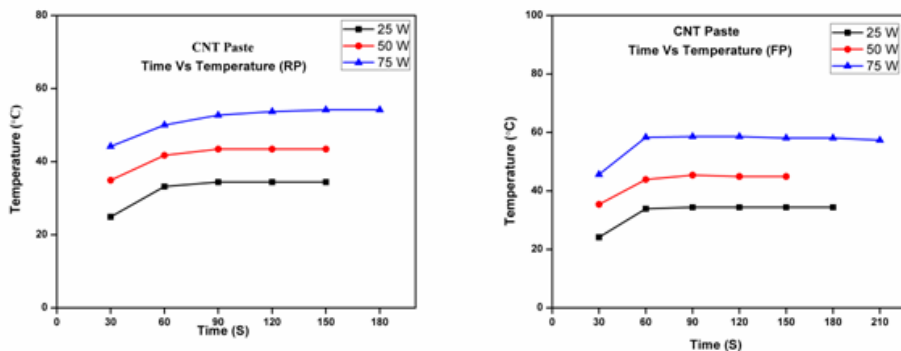 80
60
40
20
0
Temperature (°C)
CNT Paste
Time Vs Temperature (RP)
25 W
50 W
75 W
0 30 60 90 120 150 180
Time (S)
100
80
60
40
20
0
Temperature (°C)
CNT Paste
Time Vs Temperature (FP)
25 W
50 W
75 W
0 30 60 90 120 150 180 210
Time (S)